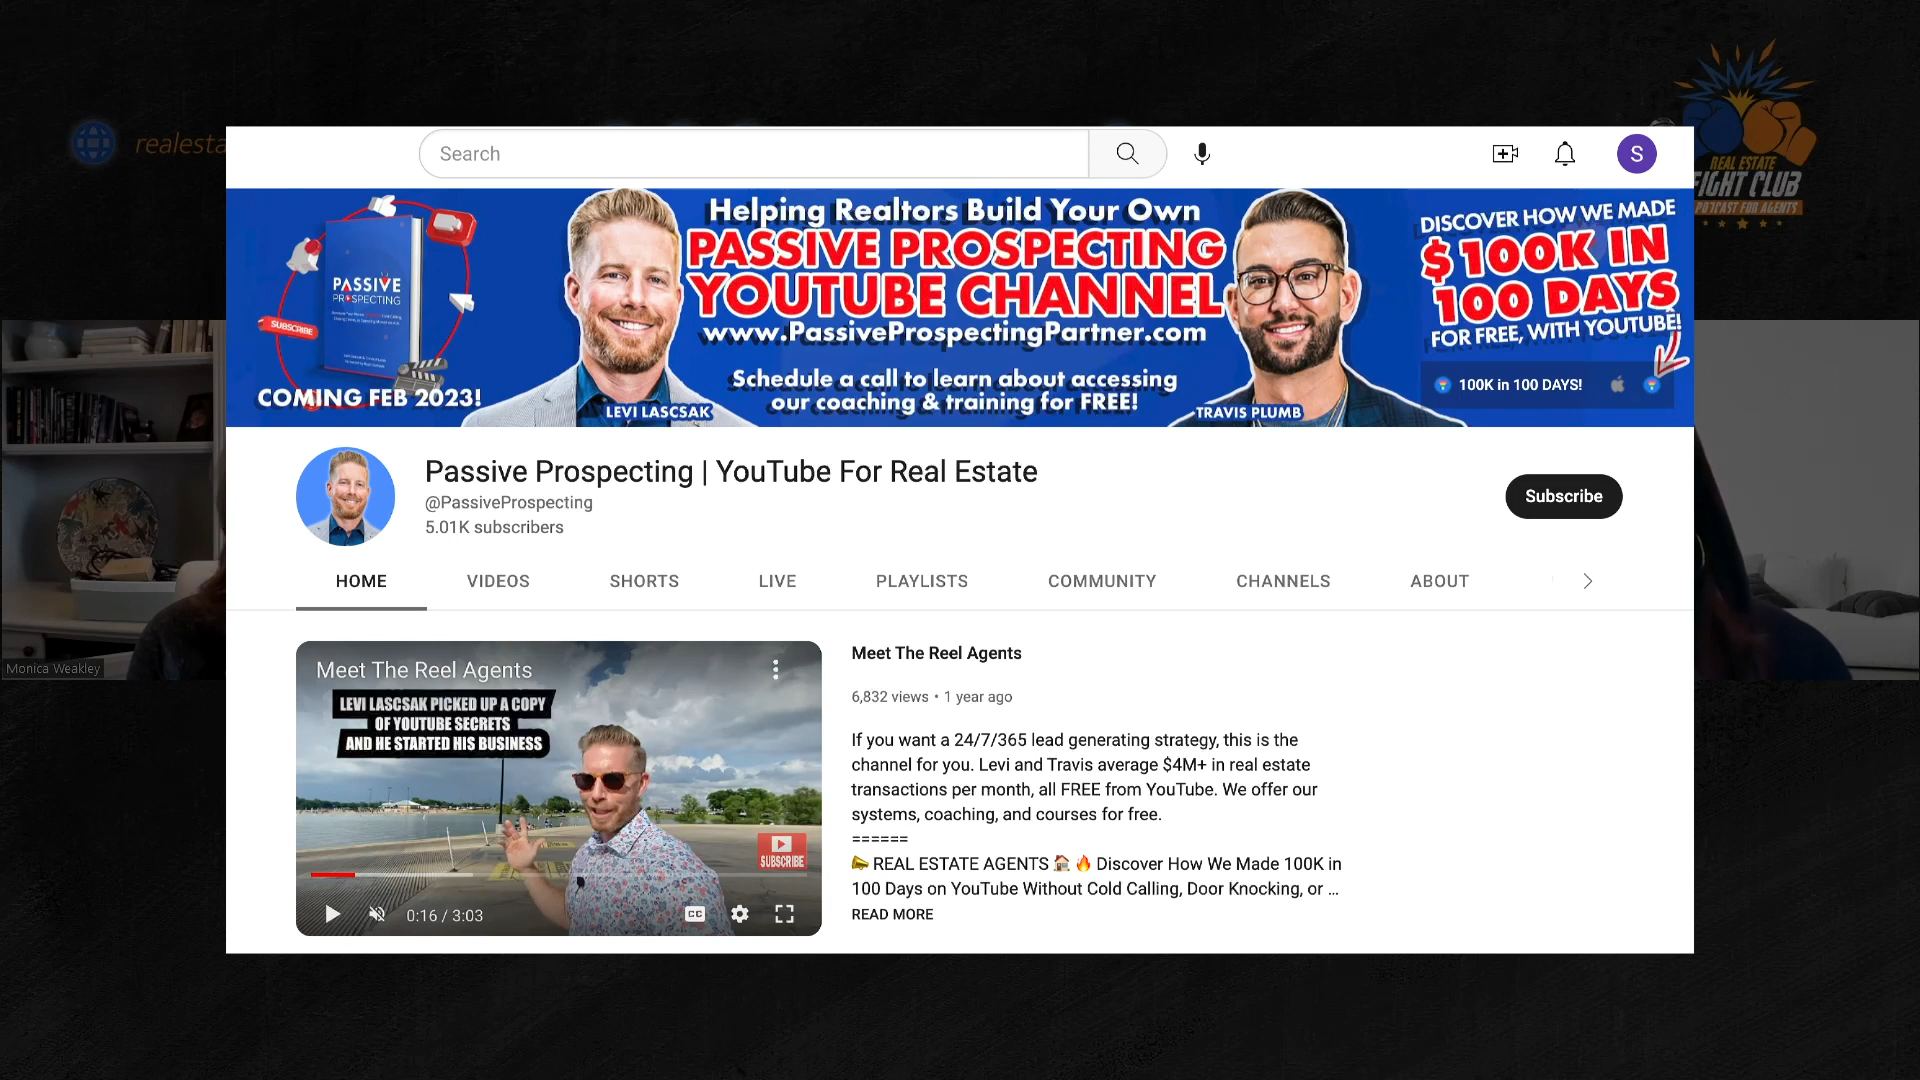 realesta
REAL ESTATE
FIGHT CLUB
PODCAST FOR AGENTS
Search
S
PASSIVE
PROSPECTING
SUBSCRIBE
COMING FEB 2023!
Helping Realtors Build Your Own
PASSIVE PROSPECTING
YOUTUBE CHANNEL
www.PassiveProspectingPartner.com
Schedule a call to learn about accessing
our coaching & training for FREE!
LEVI LASCSAK
TRAVIS PLUMB
DISCOVER HOW WE MADE
$100K IN
100 DAYS
FOR FREE, WITH YOUTUBE!
100K in 100 DAYS!
Passive Prospecting | YouTube For Real Estate
@PassiveProspecting
5.01K subscribers
Subscribe
HOME VIDEOS SHORTS LIVE PLAYLISTS COMMUNITY CHANNELS ABOUT
Meet The Reel Agents
LEVI LASCSAK PICKED UP A COPY
OF YOUTUBE SECRETS
AND HE STARTED HIS BUSINESS
SUBSCRIBE
0:16 / 3:03
CC
Meet The Reel Agents
6,832 views • 1 year ago
If you want a 24/7/365 lead generating strategy, this is the
channel for you. Levi and Travis average $4M+ in real estate
transactions per month, all FREE from YouTube. We offer our
systems, coaching, and courses for free.
======
📣 REAL ESTATE AGENTS 🏠 🔥 Discover How We Made 100K in
100 Days on YouTube Without Cold Calling, Door Knocking, or ...
READ MORE
Monica Weakley